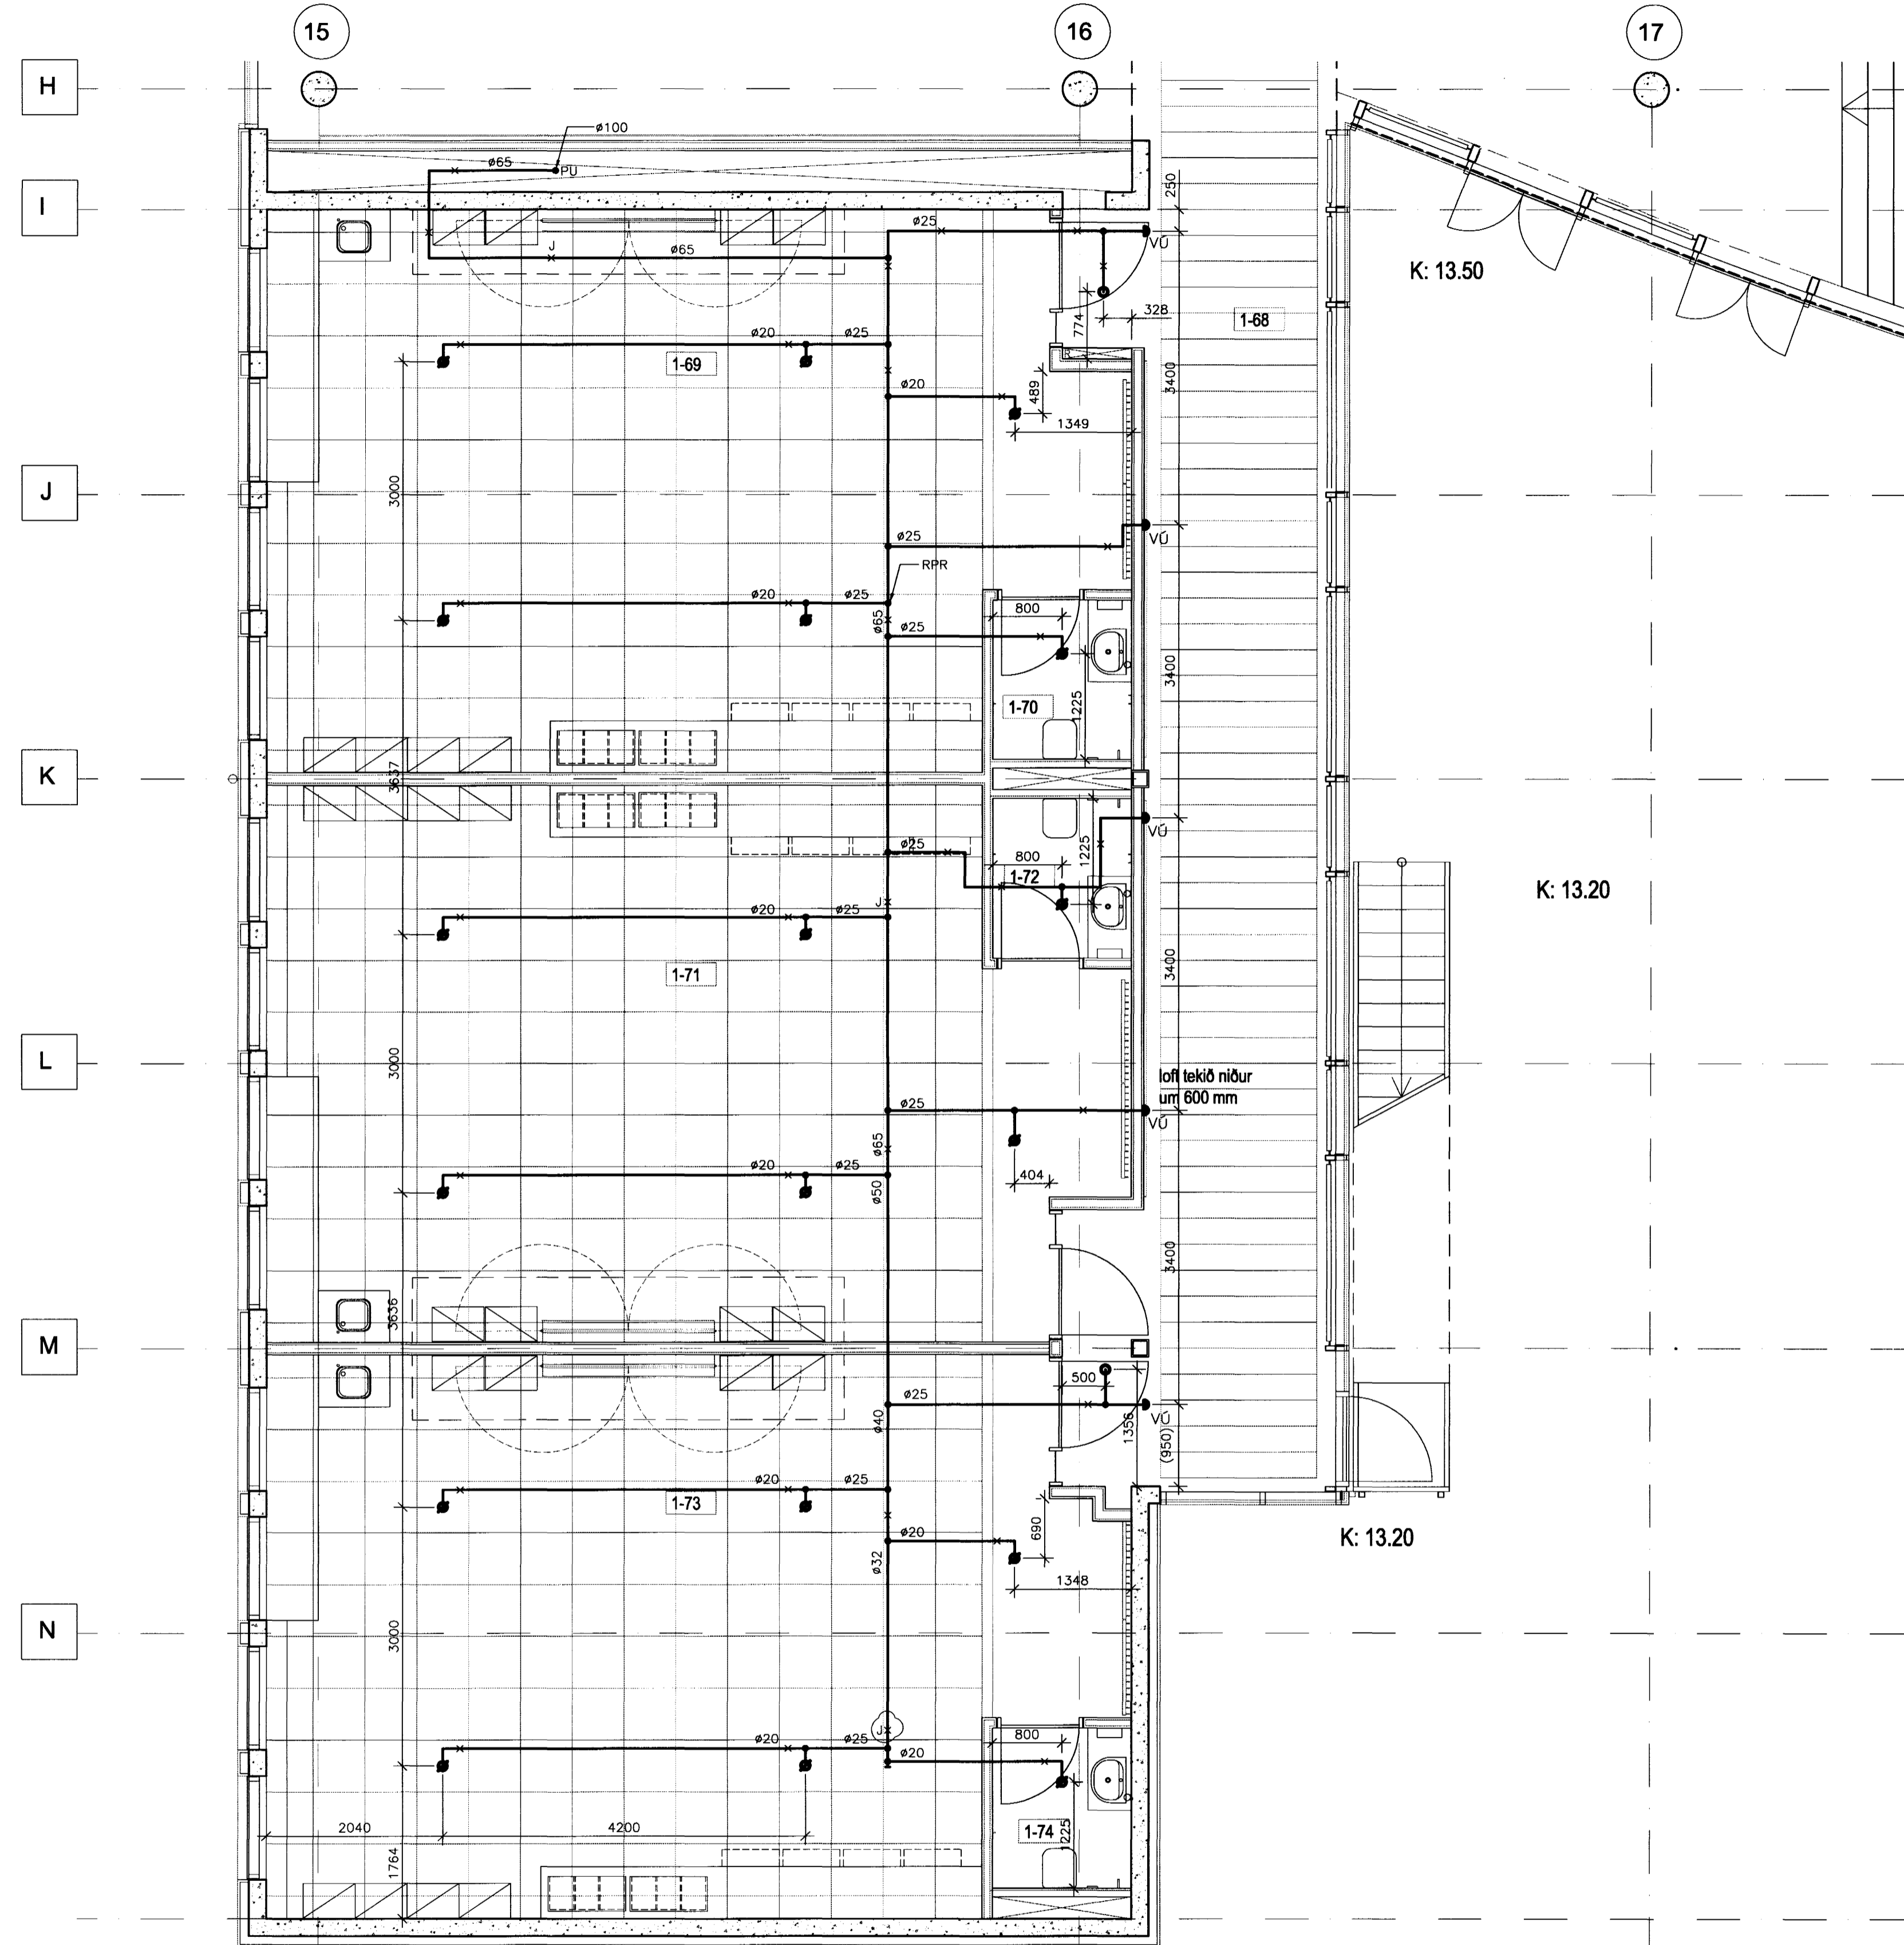 15
16
17
H
ø100
ø65
PU
I
250
ø25
VÚ
J
ø65
K: 13.50
774
328
1-68
ø20
ø25
1-69
R
3400
ø20
489
1349
J
3000
ø25
VÚ
RPR
ø20
ø25
800
ø65
ø25
3400
1-70
1225
K
3637
VÚ
ø25
800
1225
1-72
K: 13.20
J
ø20
ø25
1-71
3400
L
3000
loft tekið niður
um 600 mm
ø25
VÚ
ø65
ø20
ø25
404
ø50
3400
3636
M
500
ø25
VÚ
ø40
1356
(950)
ø20
ø25
1-73
690
ø20
K: 13.20
ø32
1348
N
3000
J
ø20
ø25
800
ø20
2040
4200
1-74
1225
1764